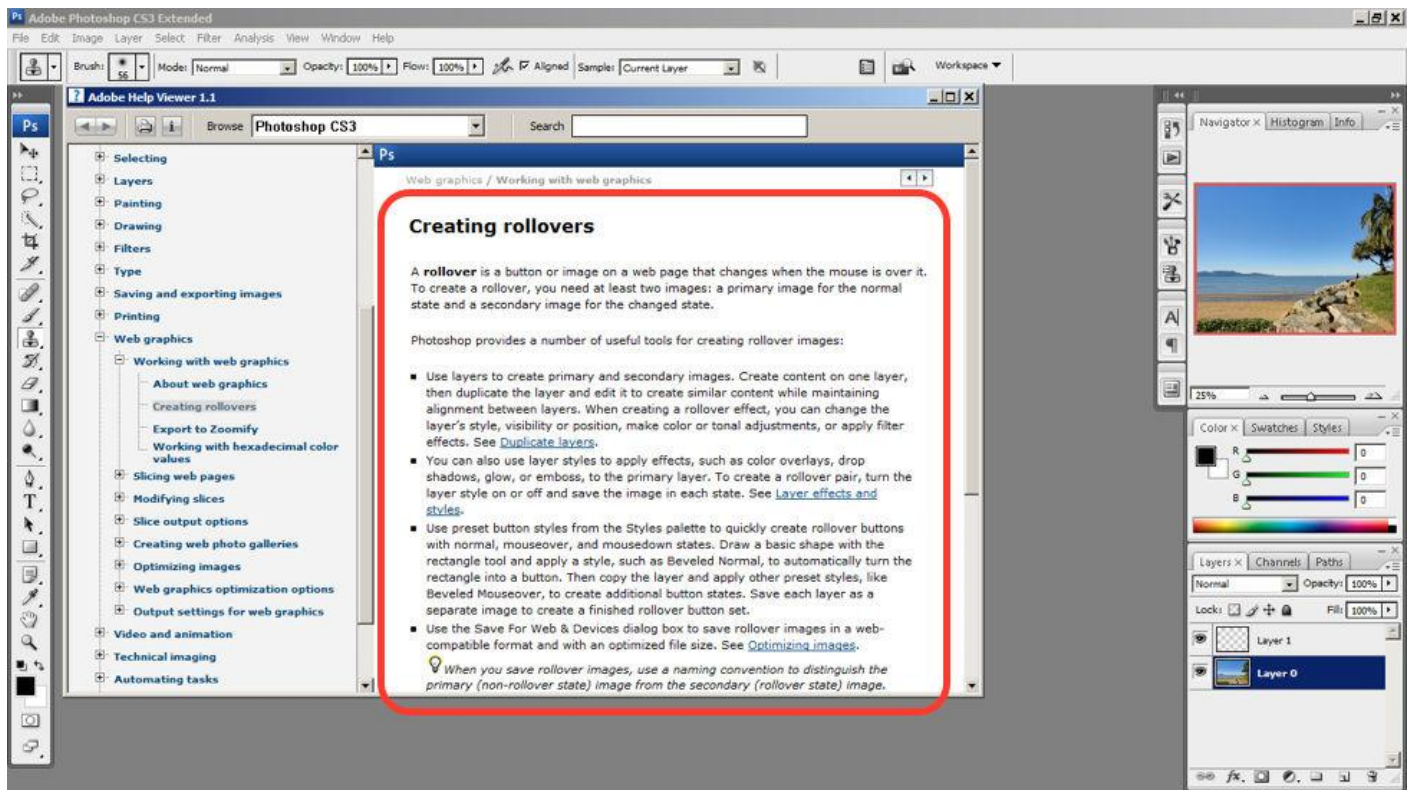 Ps Adobe Photoshop CS3 Extended
File Edit Image Layer Select Filter Analysis View Window Help
Brush: 56 Mode: Normal Opacity: 100% Flow: 100% Aligned Sample: Current Layer Workspace
? Adobe Help Viewer 1.1
Browse Photoshop CS3 Search
Ps
Selecting
Layers
Painting
Drawing
Filters
Type
Saving and exporting images
Printing
Web graphics
Working with web graphics
About web graphics
Creating rollovers
Export to Zoomify
Working with hexadecimal color
values
Slicing web pages
Modifying slices
Slice output options
Creating web photo galleries
Optimizing images
Web graphics optimization options
Output settings for web graphics
Video and animation
Technical imaging
Automating tasks
Ps
Web graphics / Working with web graphics
Creating rollovers
A rollover is a button or image on a web page that changes when the mouse is over it.
To create a rollover, you need at least two images: a primary image for the normal
state and a secondary image for the changed state.
Photoshop provides a number of useful tools for creating rollover images:
■ Use layers to create primary and secondary images. Create content on one layer,
then duplicate the layer and edit it to create similar content while maintaining
alignment between layers. When creating a rollover effect, you can change the
layer's style, visibility or position, make color or tonal adjustments, or apply filter
effects. See Duplicate layers.
■ You can also use layer styles to apply effects, such as color overlays, drop
shadows, glow, or emboss, to the primary layer. To create a rollover pair, turn the
layer style on or off and save the image in each state. See Layer effects and
styles.
■ Use preset button styles from the Styles palette to quickly create rollover buttons
with normal, mouseover, and mousedown states. Draw a basic shape with the
rectangle tool and apply a style, such as Beveled Normal, to automatically turn the
rectangle into a button. Then copy the layer and apply other preset styles, like
Beveled Mouseover, to create additional button states. Save each layer as a
separate image to create a finished rollover button set.
■ Use the Save For Web & Devices dialog box to save rollover images in a web-
compatible format and with an optimized file size. See Optimizing images.
When you save rollover images, use a naming convention to distinguish the
primary (non-rollover state) image from the secondary (rollover state) image.
Navigator × Histogram Info
25%
Color × Swatches Styles
R 0
G 0
B 0
Layers × Channels Paths
Normal Opacity: 100%
Lock: Fill: 100%
Layer 1
Layer 0